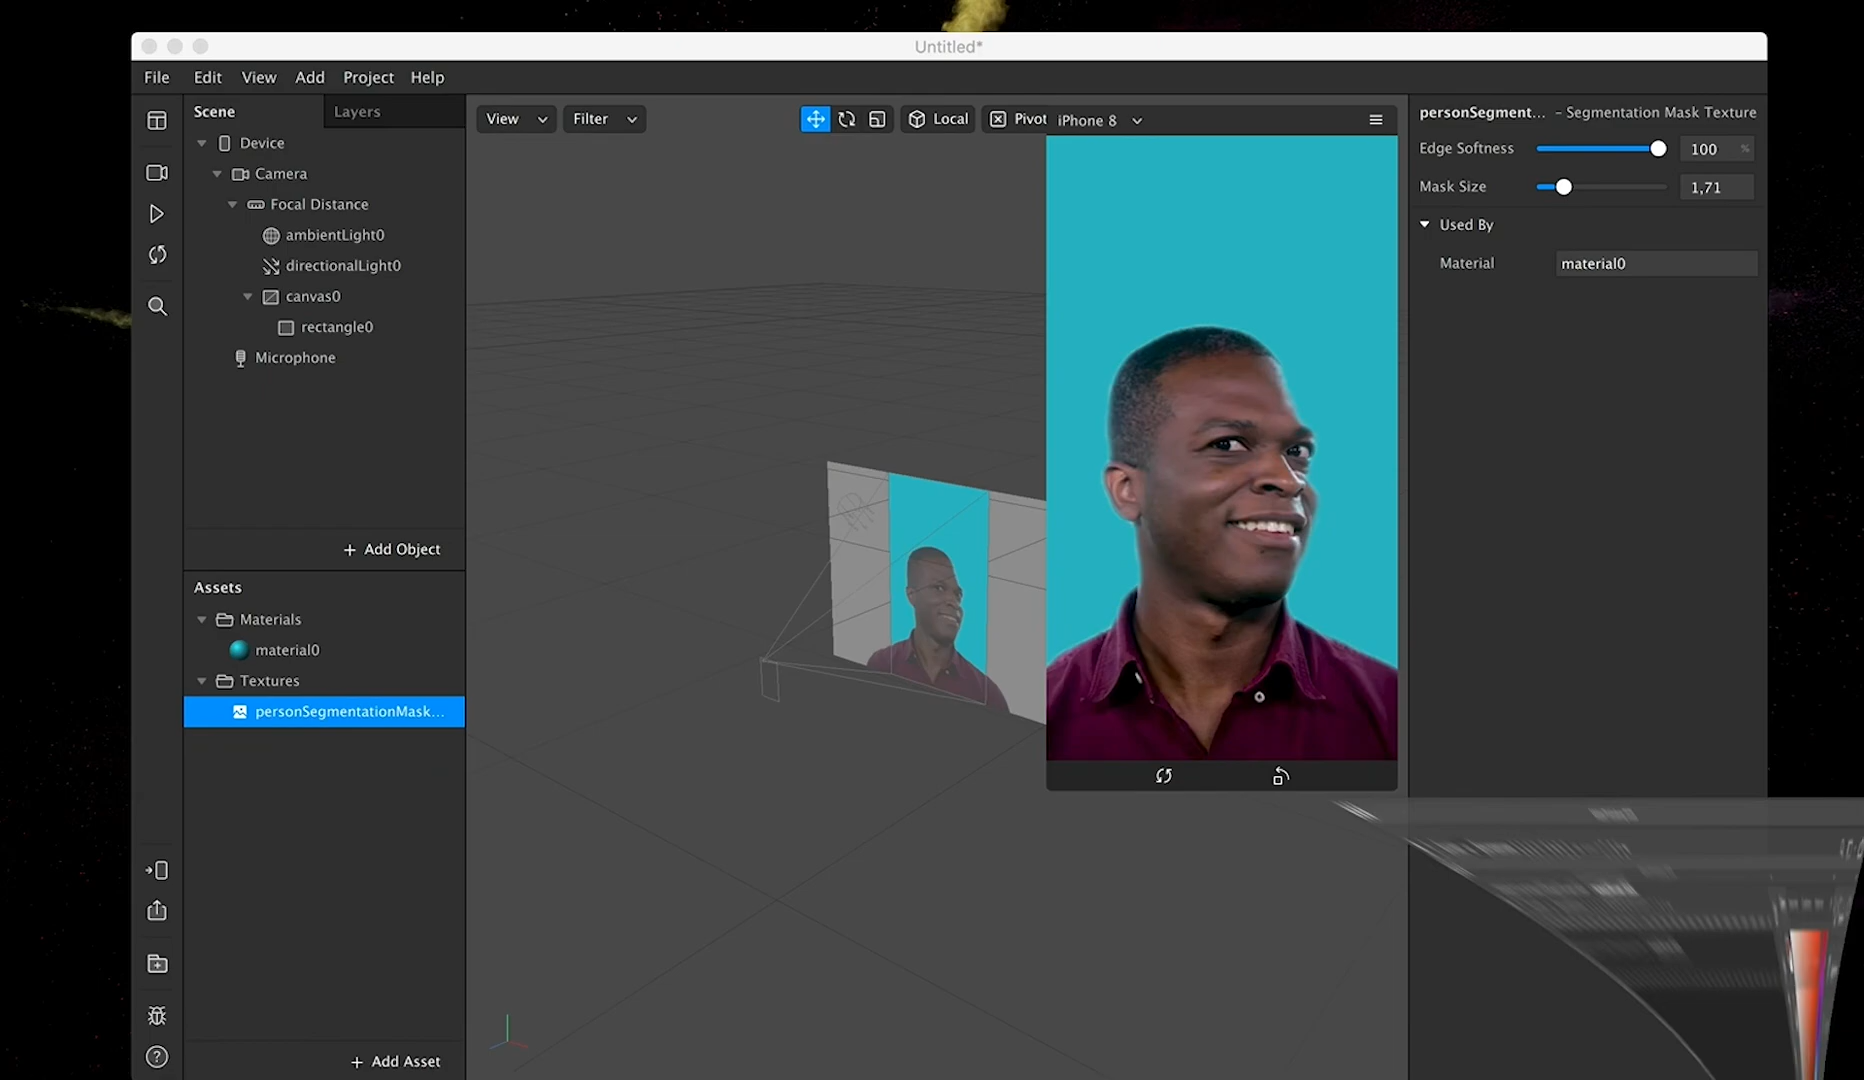 Untitled*
File Edit View Add Project Help
Scene Layers
Device
Camera
Focal Distance
ambientLight0
directionalLight0
canvas0
rectangle0
Microphone
+ Add Object
Assets
Materials
material0
Textures
personSegmentationMask...
+ Add Asset
View Filter Local Pivot iPhone 8
personSegment... - Segmentation Mask Texture
Edge Softness 100 %
Mask Size 1,71
Used By
Material material0